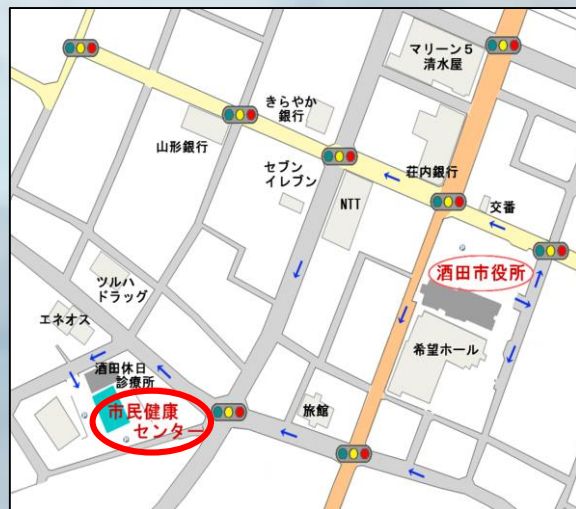 マリーン5
清水屋
きらやか
銀行
山形銀行
セブン
イレブン
NTT
荘内銀行
交番
酒田市役所
ツルハ
ドラッグ
エネオス
希望ホール
酒田休日
診療所
市民健康
センター
旅館